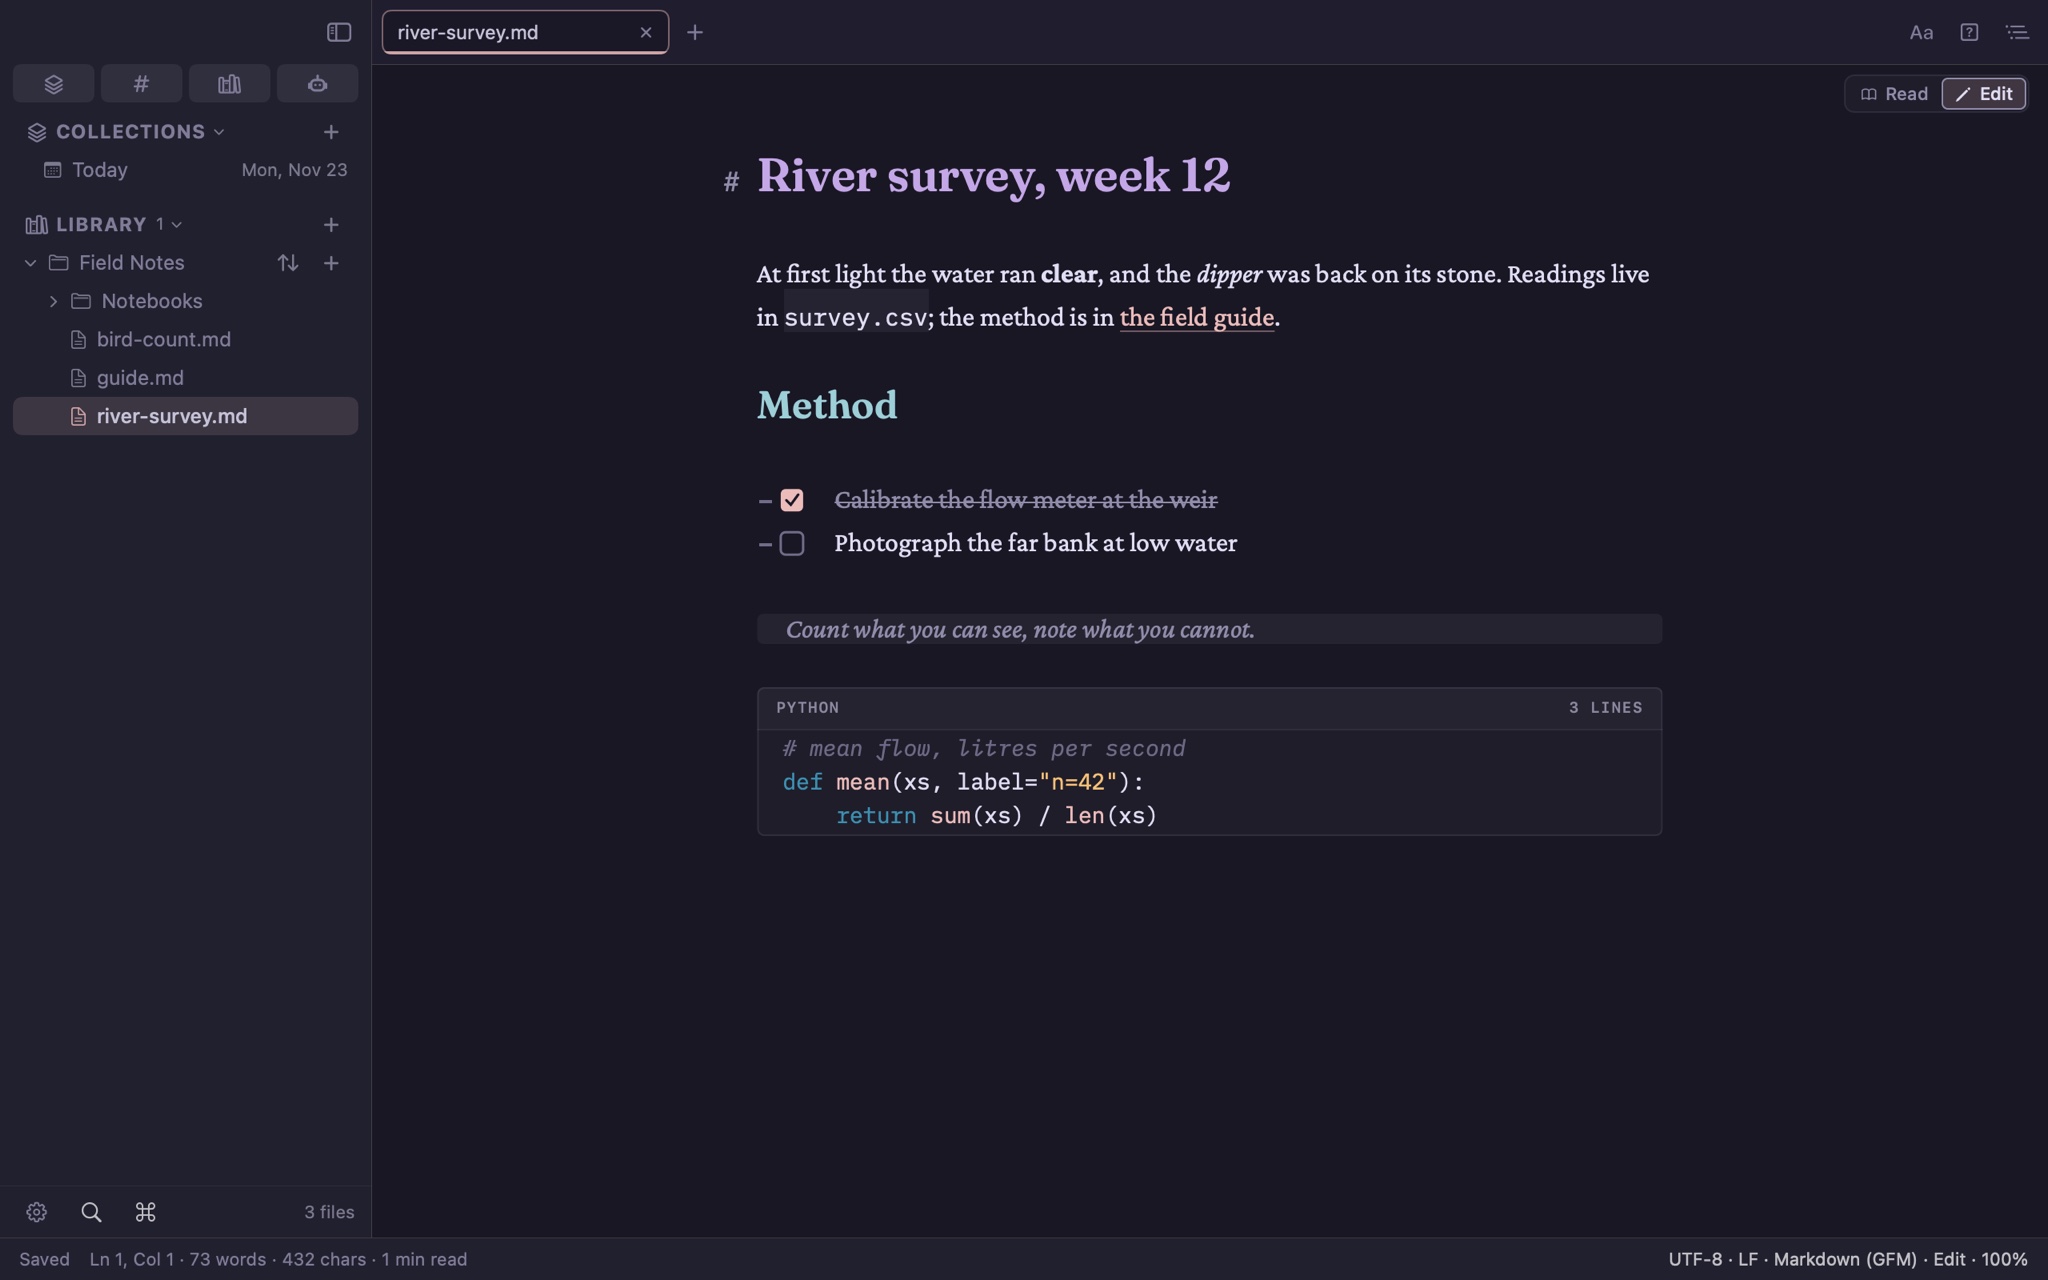 river-survey.md
Aa
Read
Edit
COLLECTIONS
Today
Mon, Nov 23
LIBRARY 1
Field Notes
Notebooks
bird-count.md
guide.md
river-survey.md
3 files
# River survey, week 12
At first light the water ran clear, and the dipper was back on its stone. Readings live
in survey.csv; the method is in the field guide.
Method
– Calibrate the flow meter at the weir
– Photograph the far bank at low water
Count what you can see, note what you cannot.
PYTHON
3 LINES
# mean flow, litres per second
def mean(xs, label="n=42"):
    return sum(xs) / len(xs)
Saved
Ln 1, Col 1 · 73 words · 432 chars · 1 min read
UTF-8 · LF · Markdown (GFM) · Edit · 100%